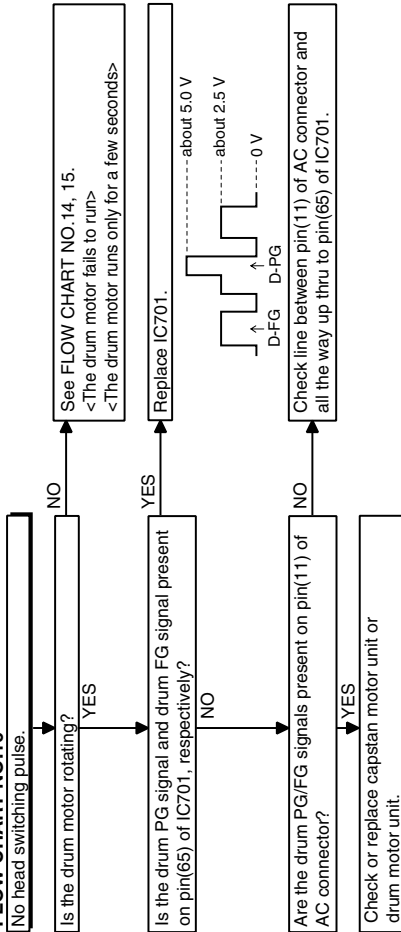 No head switching pulse.
Is the drum motor rotating?
NO
See FLOW CHART NO.14, 15.
<The drum motor fails to run>
<The drum motor runs only for a few seconds>
YES
Is the drum PG signal and drum FG signal present
on pin(65) of IC701, respectively?
YES
Replace IC701.
about 5.0 V
about 2.5 V
0 V
D-FG
D-PG
NO
Are the drum PG/FG signals present on pin(11) of
AC connector?
NO
Check line between pin(11) of AC connector and
all the way up thru to pin(65) of IC701.
YES
Check or replace capstan motor unit or
drum motor unit.